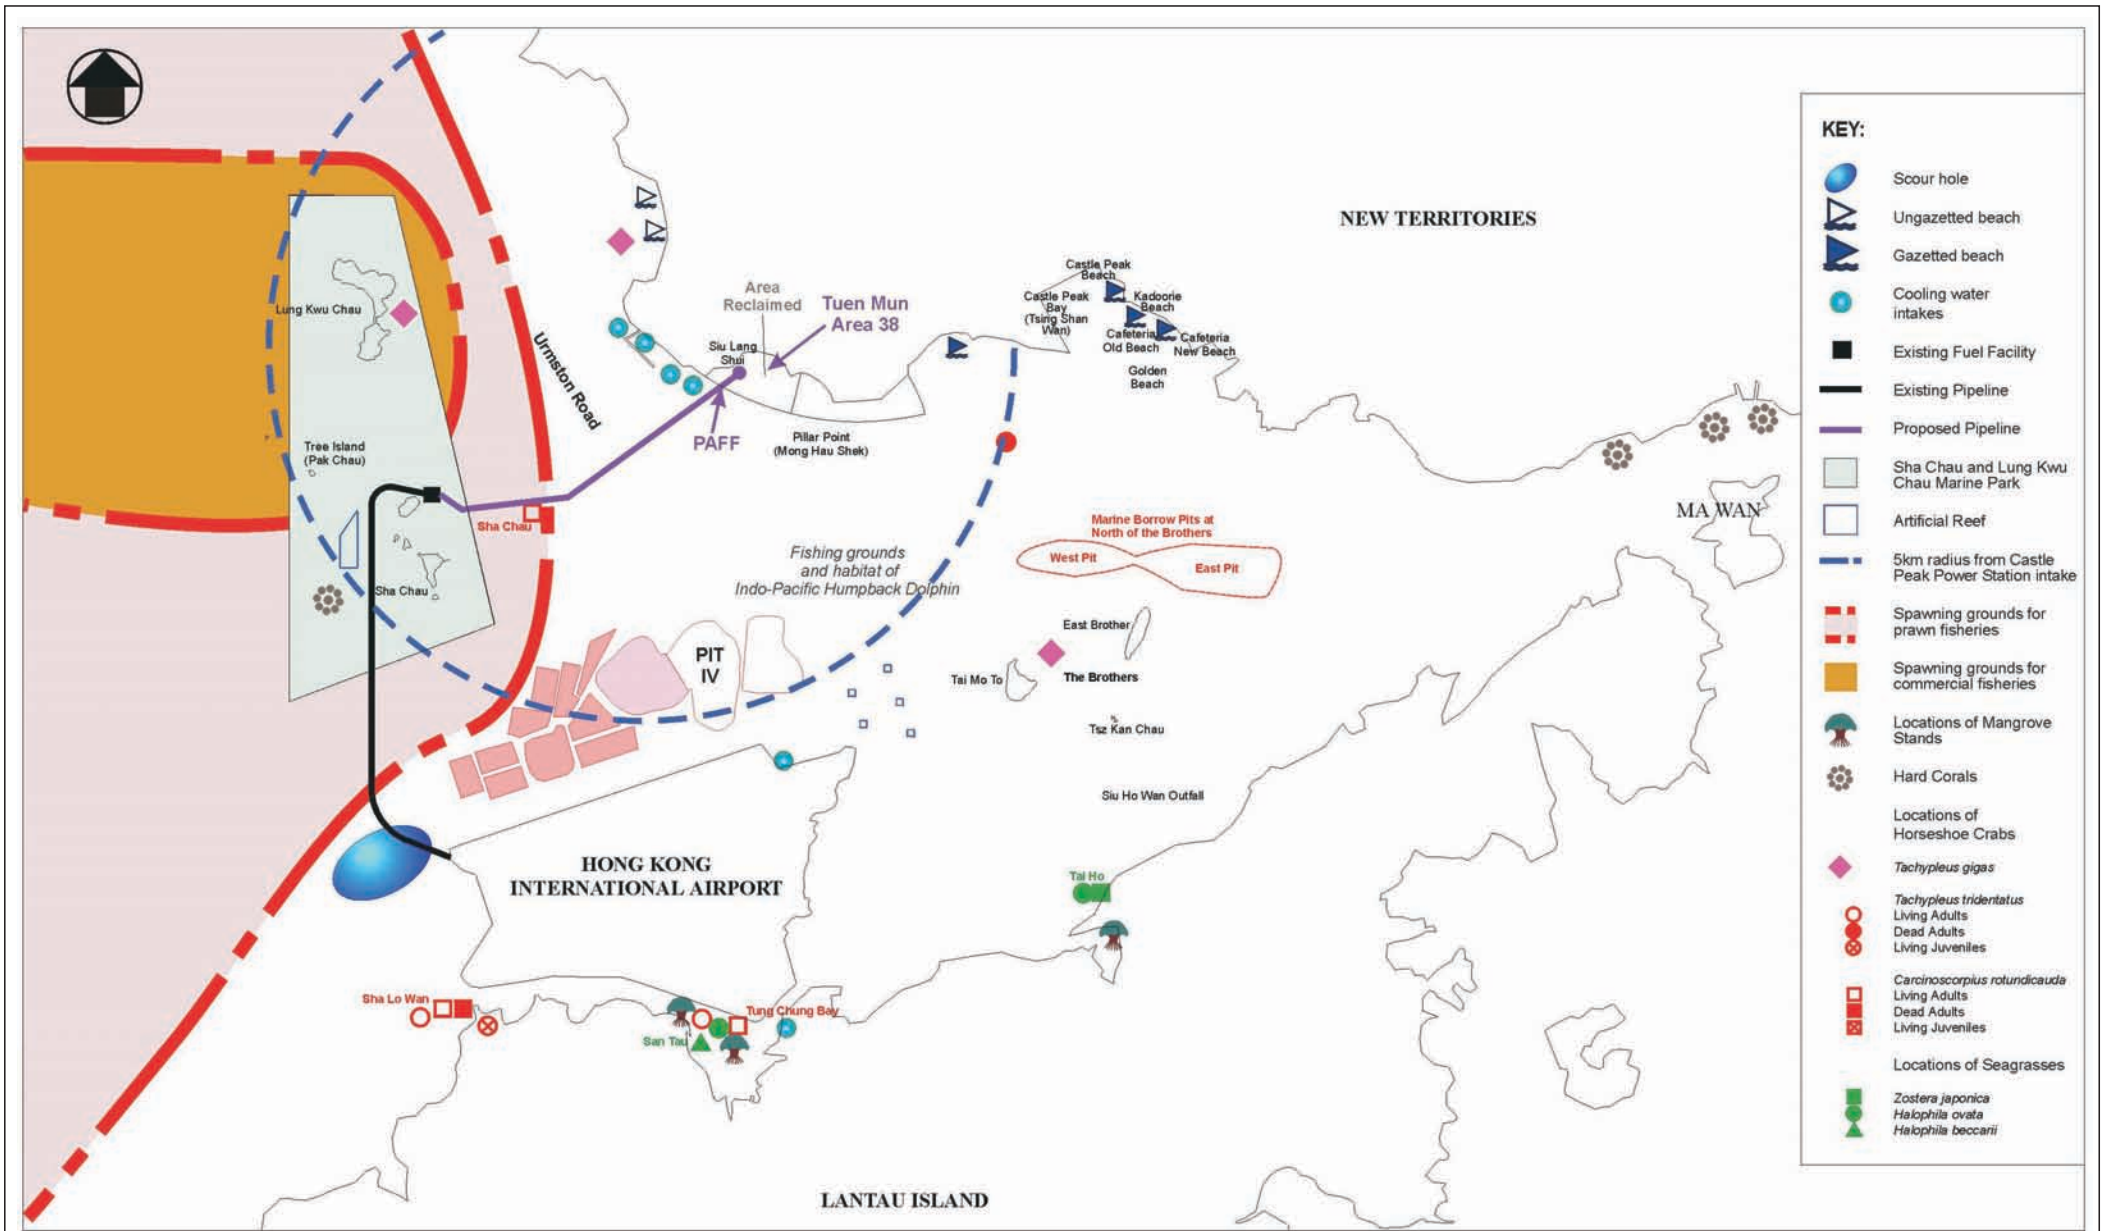 NEW TERRITORIES
Castle Peak
Beach
Castle Peak
Bay
(Tsing Shan
Wan)
Kadoorie
Beach
Cafeteria
Old Beach
Cafeteria
New Beach
Golden
Beach
Area
Reclaimed
Tuen Mun
Area 38
Siu Lang
Shui
Lung Kwu Chau
Urmston Road
PAFF
Pillar Point
(Mong Hau Shek)
Tree Island
(Pak Chau)
Sha Chau
MA WAN
Marine Borrow Pits at
North of the Brothers
West Pit
East Pit
Fishing grounds
and habitat of
Indo-Pacific Humpback Dolphin
Sha Chau
East Brother
PIT
IV
Tai Mo To
The Brothers
Tsz Kan Chau
Siu Ho Wan Outfall
HONG KONG
INTERNATIONAL AIRPORT
Tai Ho
Sha Lo Wan
Tung Chung Bay
San Tau
LANTAU ISLAND
KEY:
Scour hole
Ungazetted beach
Gazetted beach
Cooling water
intakes
Existing Fuel Facility
Existing Pipeline
Proposed Pipeline
Sha Chau and Lung Kwu
Chau Marine Park
Artificial Reef
5km radius from Castle
Peak Power Station intake
Spawning grounds for
prawn fisheries
Spawning grounds for
commercial fisheries
Locations of Mangrove
Stands
Hard Corals
Locations of
Horseshoe Crabs
Tachypleus gigas
Tachypleus tridentatus
Living Adults
Dead Adults
Living Juveniles
Carcinoscorpius rotundicauda
Living Adults
Dead Adults
Living Juveniles
Locations of Seagrasses
Zostera japonica
Halophila ovata
Halophila beccarii